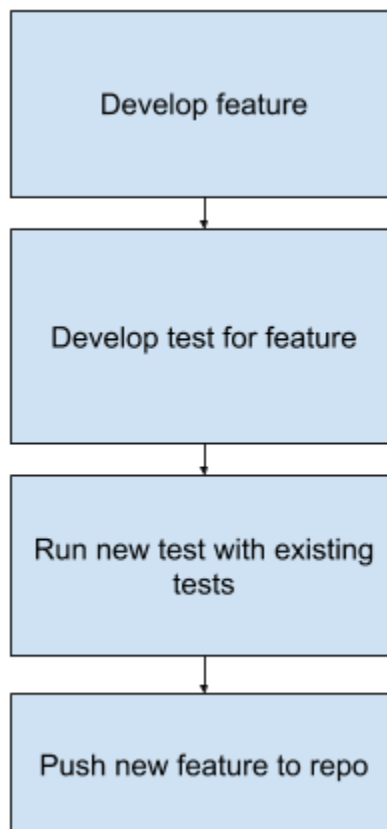 Develop feature
Develop test for feature
Run new test with existing
tests
Push new feature to repo